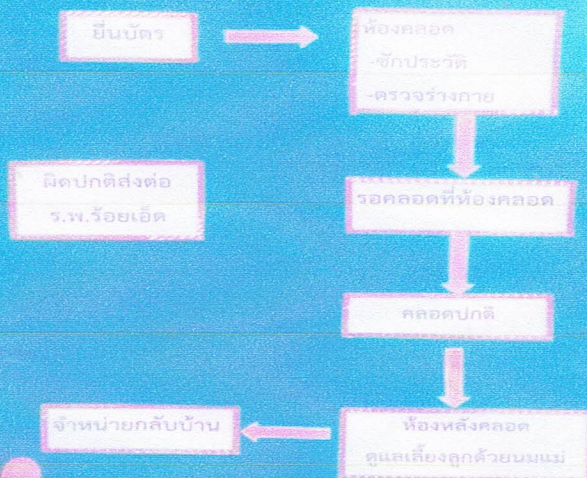 ยื่นบัตร
ห้องคลอด
-ซักประวัติ
-ตรวจร่างกาย
ผิดปกติส่งต่อ
ร.พ.ร้อยเอ็ด
รอคลอดที่ห้องคลอด
คลอดปกติ
จำหน่ายกลับบ้าน
ห้องหลังคลอด
ดูแลเลี้ยงลูกด้วยนมแม่